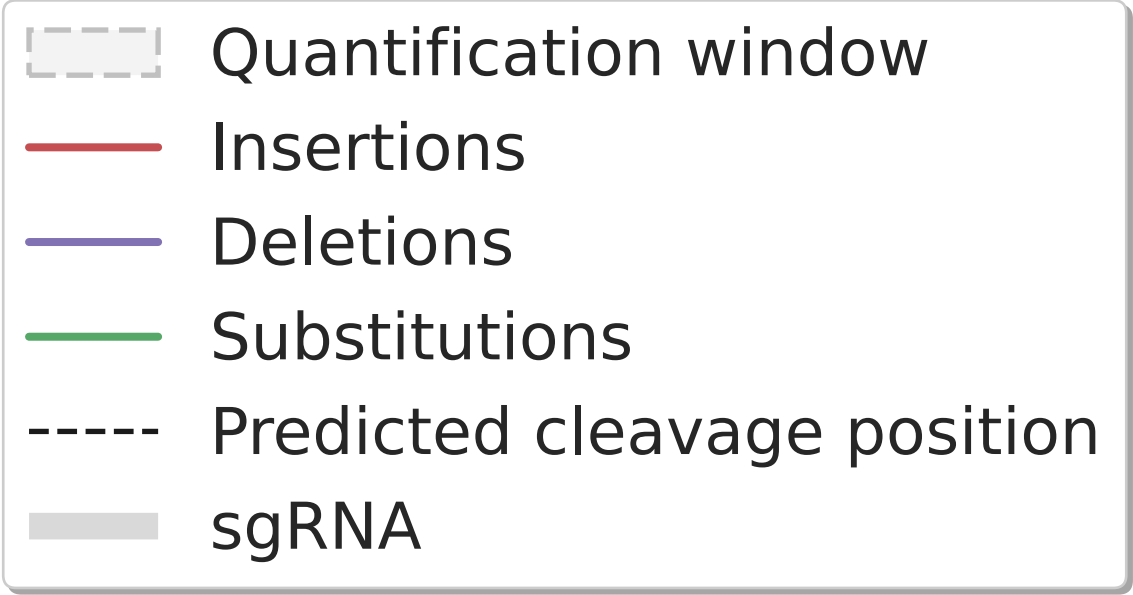 Quantification window
Insertions
Deletions
Substitutions
Predicted cleavage position
sgRNA